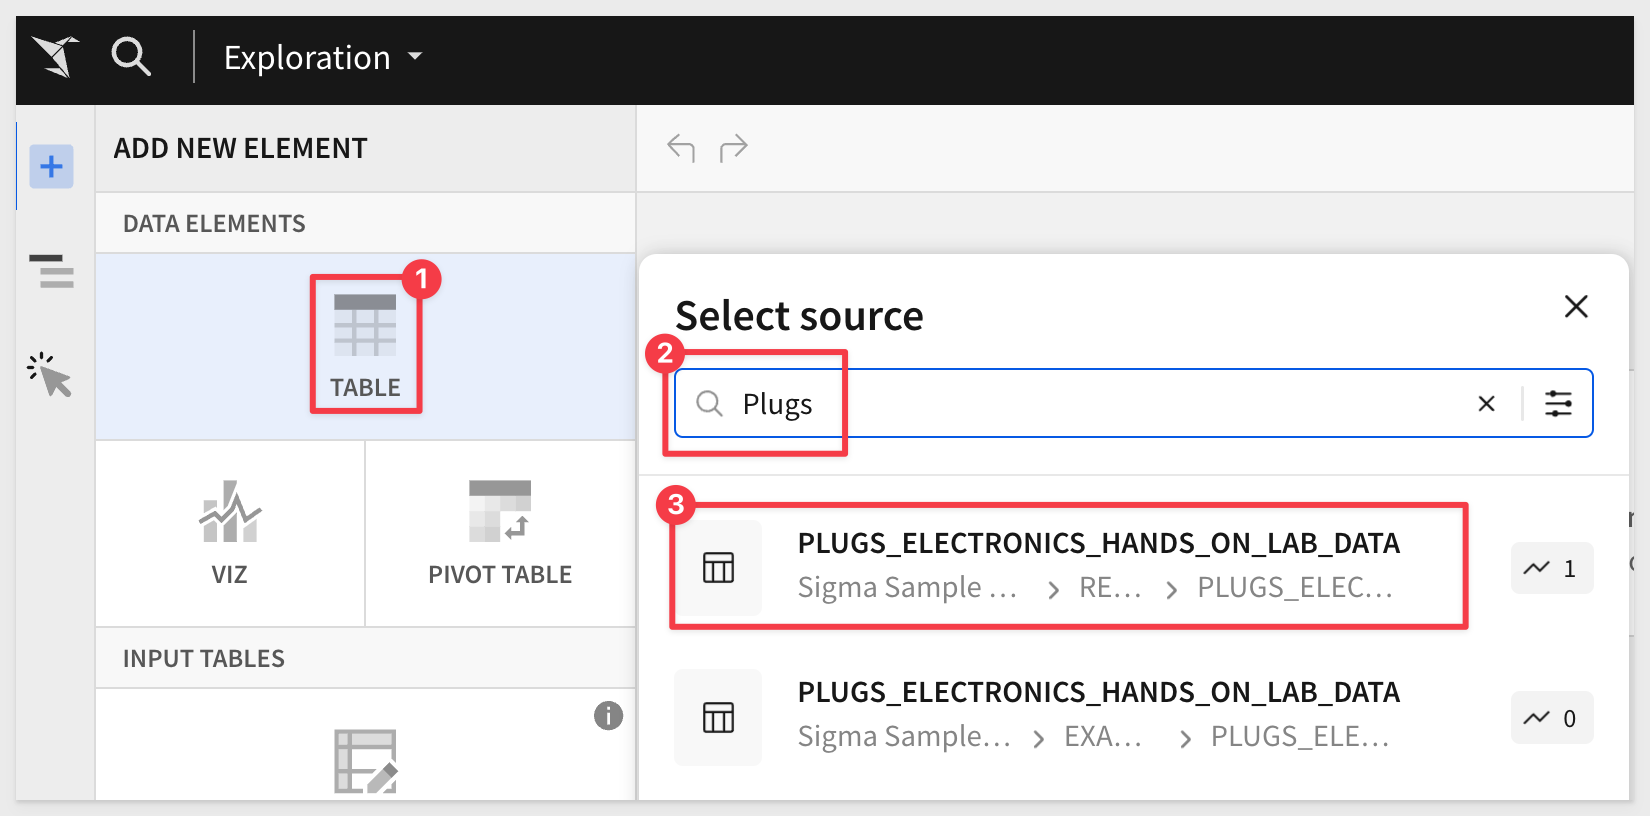 Exploration
ADD NEW ELEMENT
DATA ELEMENTS
1
TABLE
VIZ
PIVOT TABLE
INPUT TABLES
Select source
2
Plugs
3
PLUGS_ELECTRONICS_HANDS_ON_LAB_DATA
Sigma Sample ... > RE... > PLUGS_ELEC...
1
PLUGS_ELECTRONICS_HANDS_ON_LAB_DATA
Sigma Sample... > EXA... > PLUGS_ELE...
0